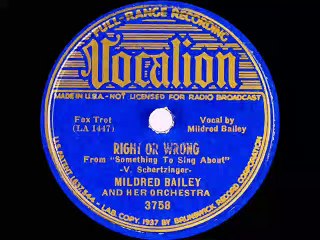 FULL-RANGE RECORDING
Vocalion
MADE IN U.S.A. - NOT LICENSED FOR RADIO BROADCAST
Fox Trot
(LA 1447)
Vocal by
Mildred Bailey
RIGHT OR WRONG
From "Something To Sing About"
-V. Schertzinger-
MILDRED BAILEY
AND HER ORCHESTRA
3758
LAB. COPY. 1937 BY BRUNSWICK RECORD